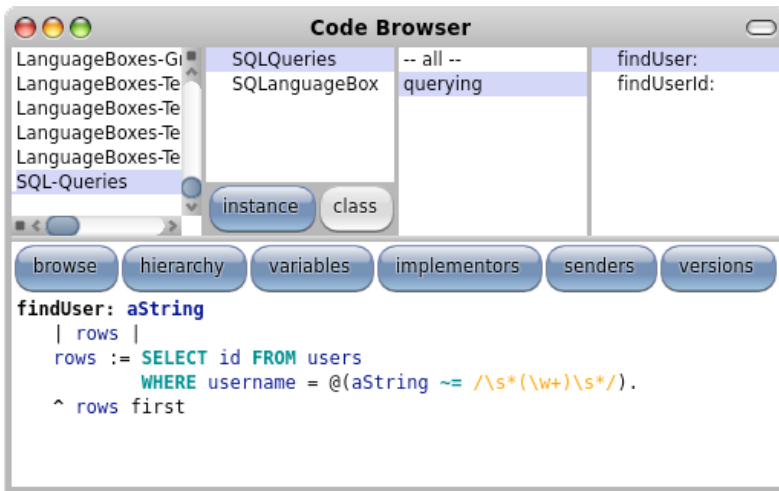 Code Browser
LanguageBoxes-Gr
LanguageBoxes-Te
LanguageBoxes-Te
LanguageBoxes-Te
LanguageBoxes-Te
SQL-Queries
SQLQueries
SQLanguageBox
instance class
-- all --
querying
findUser:
findUserId:
browse hierarchy variables implementors senders versions
findUser: aString
| rows |
rows := SELECT id FROM users
WHERE username = @(aString ~= /\s*(\w+)\s*/).
^ rows first